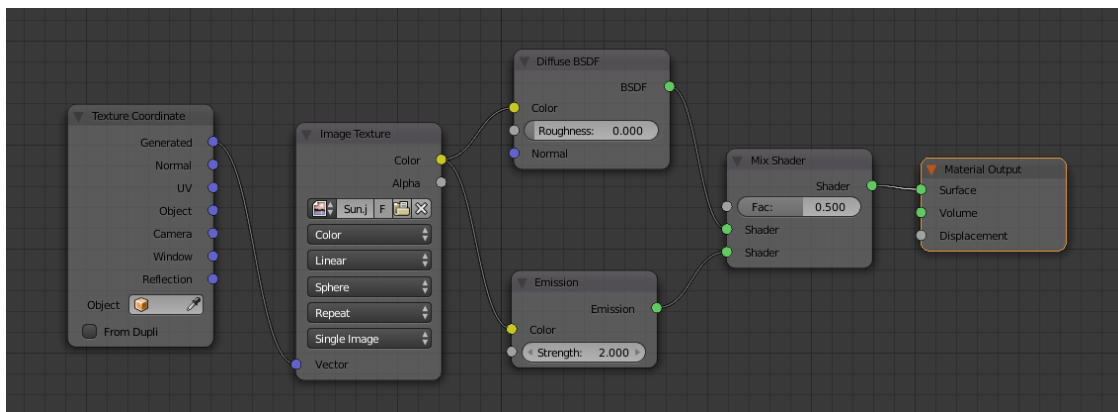 Texture Coordinate
Generated
Normal
UV
Object
Camera
Window
Reflection
Object
From Dupli
Image Texture
Color
Alpha
Sun.j F
Color
Linear
Sphere
Repeat
Single Image
Vector
Diffuse BSDF
BSDF
Color
Roughness: 0.000
Normal
Emission
Emission
Color
Strength: 2.000
Mix Shader
Shader
Fac: 0.500
Shader
Shader
Material Output
Surface
Volume
Displacement